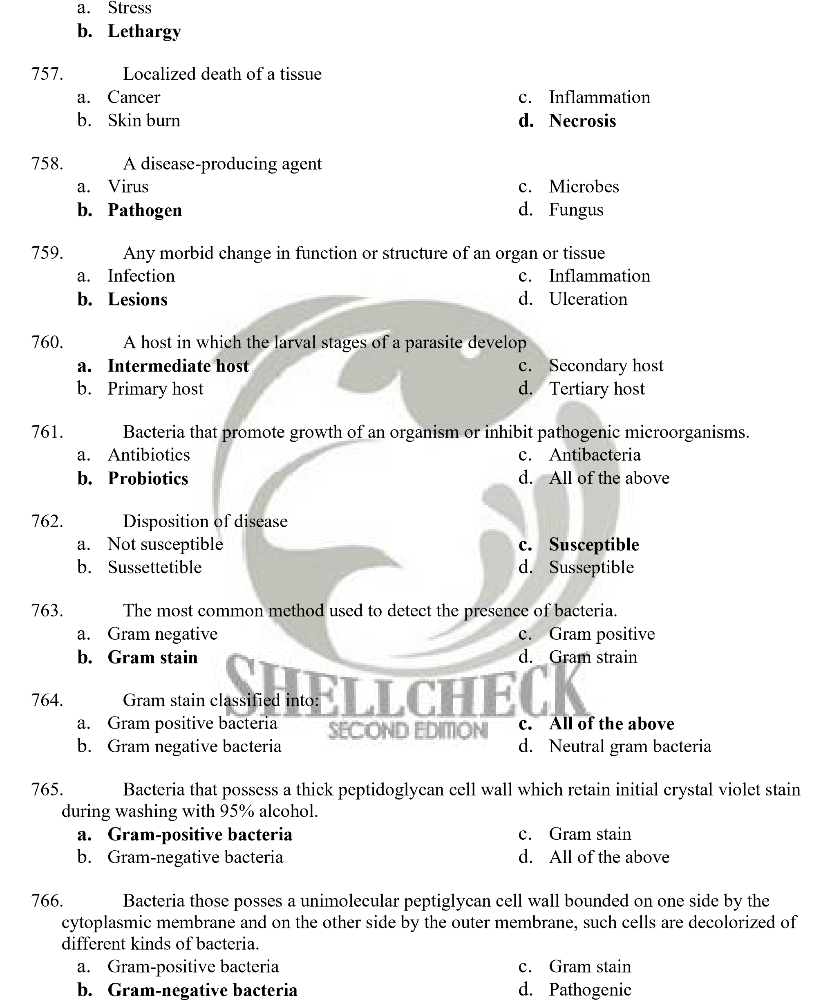 a. Stress
b. Lethargy
757. Localized death of a tissue
a. Cancer
c. Inflammation
b. Skin burn
d. Necrosis
758. A disease-producing agent
a. Virus
c. Microbes
b. Pathogen
d. Fungus
759. Any morbid change in function or structure of an organ or tissue
a. Infection
c. Inflammation
b. Lesions
d. Ulceration
760. A host in which the larval stages of a parasite develop
a. Intermediate host
c. Secondary host
b. Primary host
d. Tertiary host
761. Bacteria that promote growth of an organism or inhibit pathogenic microorganisms.
a. Antibiotics
c. Antibacteria
b. Probiotics
d. All of the above
762. Disposition of disease
a. Not susceptible
c. Susceptible
b. Sussettetible
d. Susseptible
763. The most common method used to detect the presence of bacteria.
a. Gram negative
c. Gram positive
b. Gram stain
d. Gram strain
SHELLCHECK
764. Gram stain classified into:
a. Gram positive bacteria
c. All of the above
SECOND EDITION
b. Gram negative bacteria
d. Neutral gram bacteria
765. Bacteria that possess a thick peptidoglycan cell wall which retain initial crystal violet stain
during washing with 95% alcohol.
a. Gram-positive bacteria
c. Gram stain
b. Gram-negative bacteria
d. All of the above
766. Bacteria those posses a unimolecular peptiglycan cell wall bounded on one side by the
cytoplasmic membrane and on the other side by the outer membrane, such cells are decolorized of
different kinds of bacteria.
a. Gram-positive bacteria
c. Gram stain
b. Gram-negative bacteria
d. Pathogenic